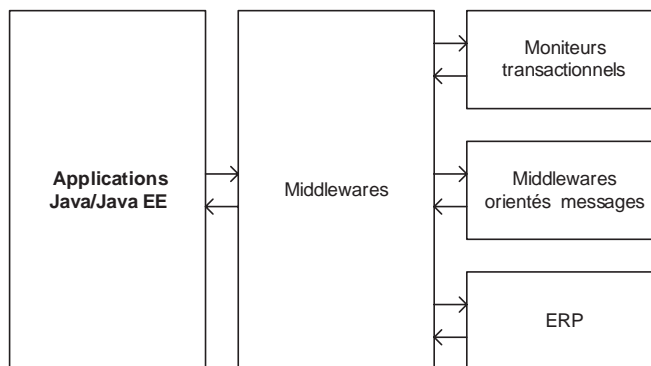 Moniteurs
transactionnels
Applications
Java/Java EE
Middlewares
Middlewares
orientés messages
ERP